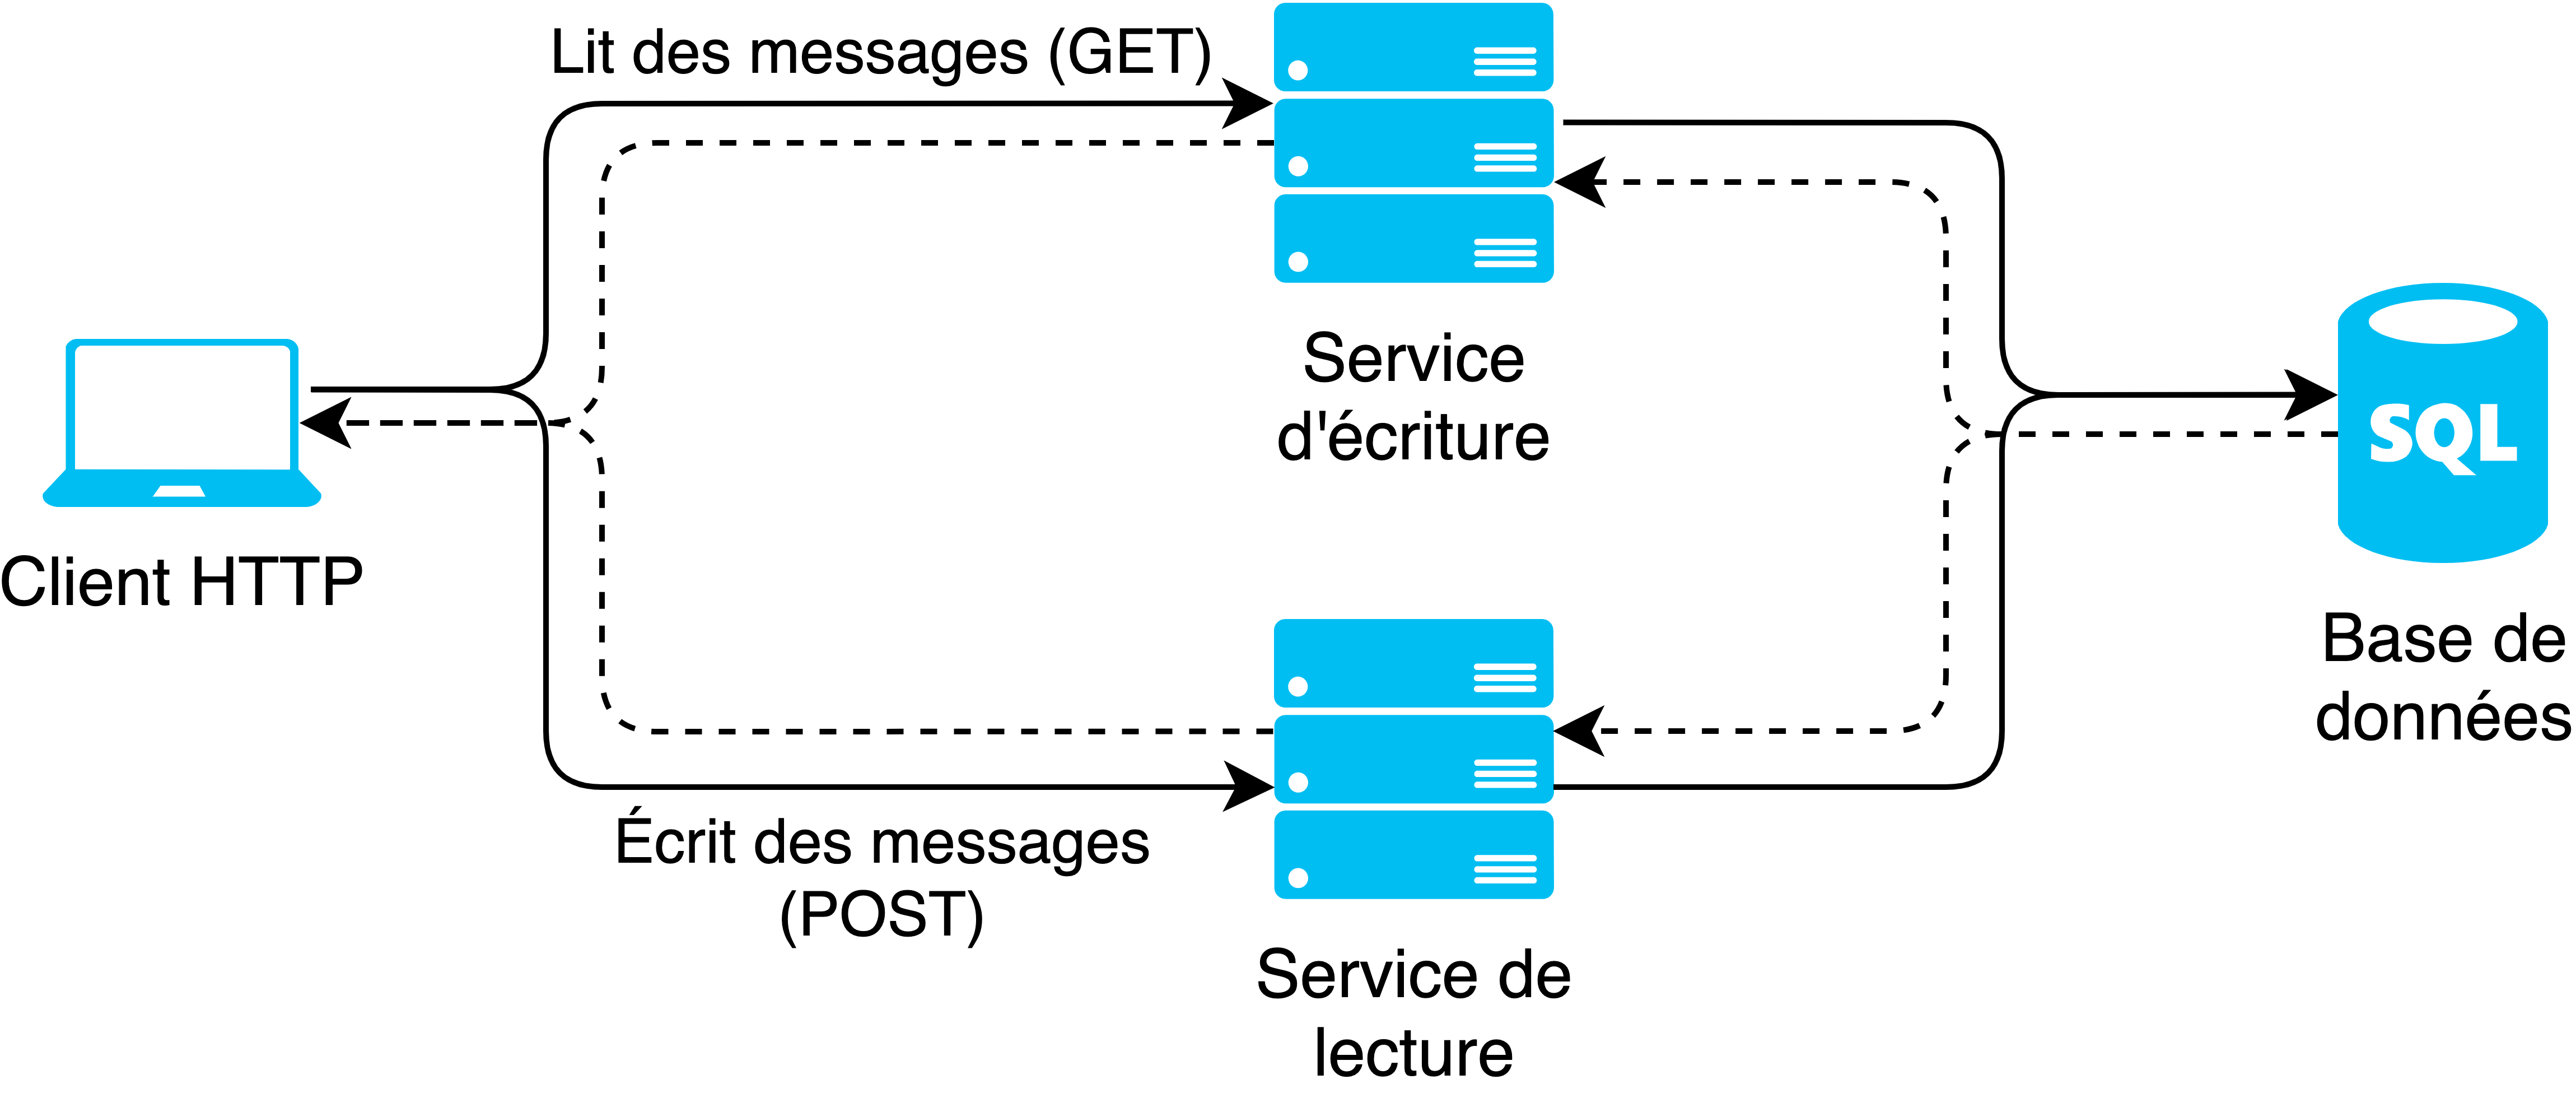 Lit des messages (GET)
Service
d'écriture
Client HTTP
SQL
Base de
données
Écrit des messages
(POST)
Service de
lecture